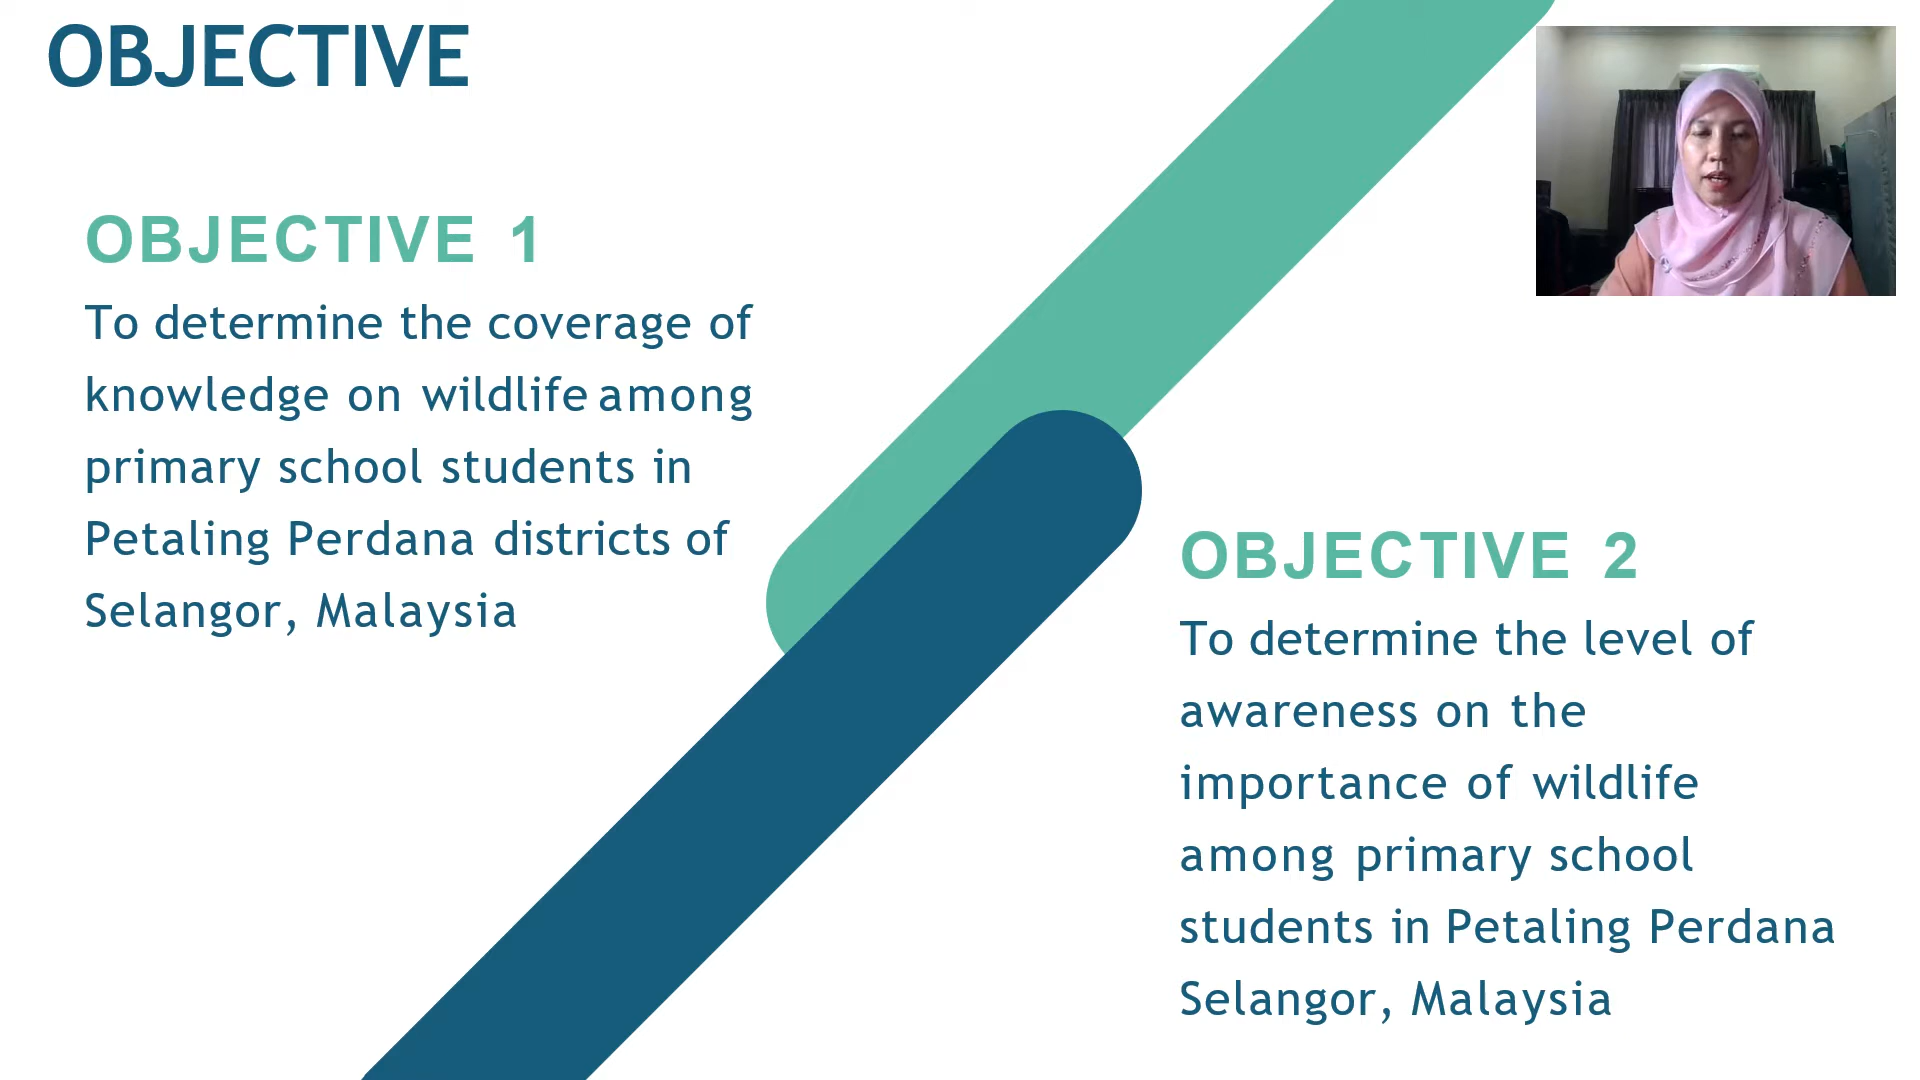 OBJECTIVE
OBJECTIVE 1
To determine the coverage of
knowledge on wildlife among
primary school students in
Petaling Perdana districts of
Selangor, Malaysia
OBJECTIVE 2
To determine the level of
awareness on the
importance of wildlife
among primary school
students in Petaling Perdana
Selangor, Malaysia